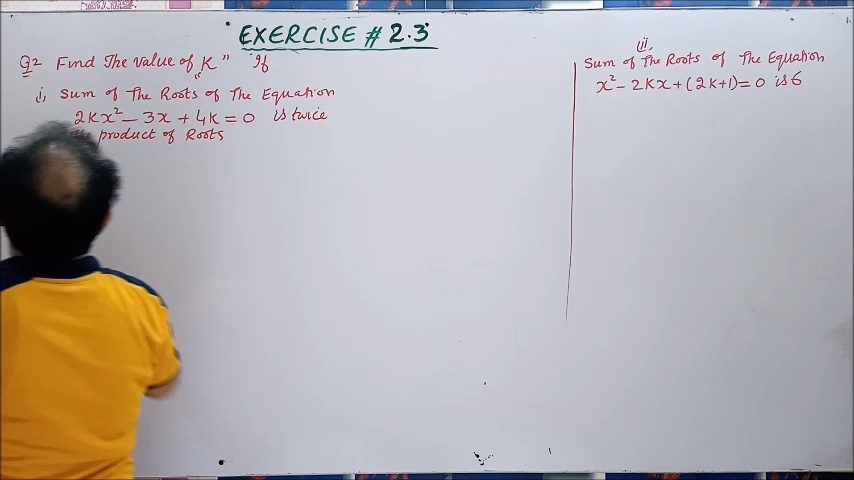 EXERCISE # 2.3
Q2 Find The value of "K" If
i, Sum of The Roots of The Equation
2Kx² - 3x + 4K = 0 is twice
product of Roots
(ii,
Sum of The Roots of The Equation
x² - 2Kx + (2K+1) = 0 is 6